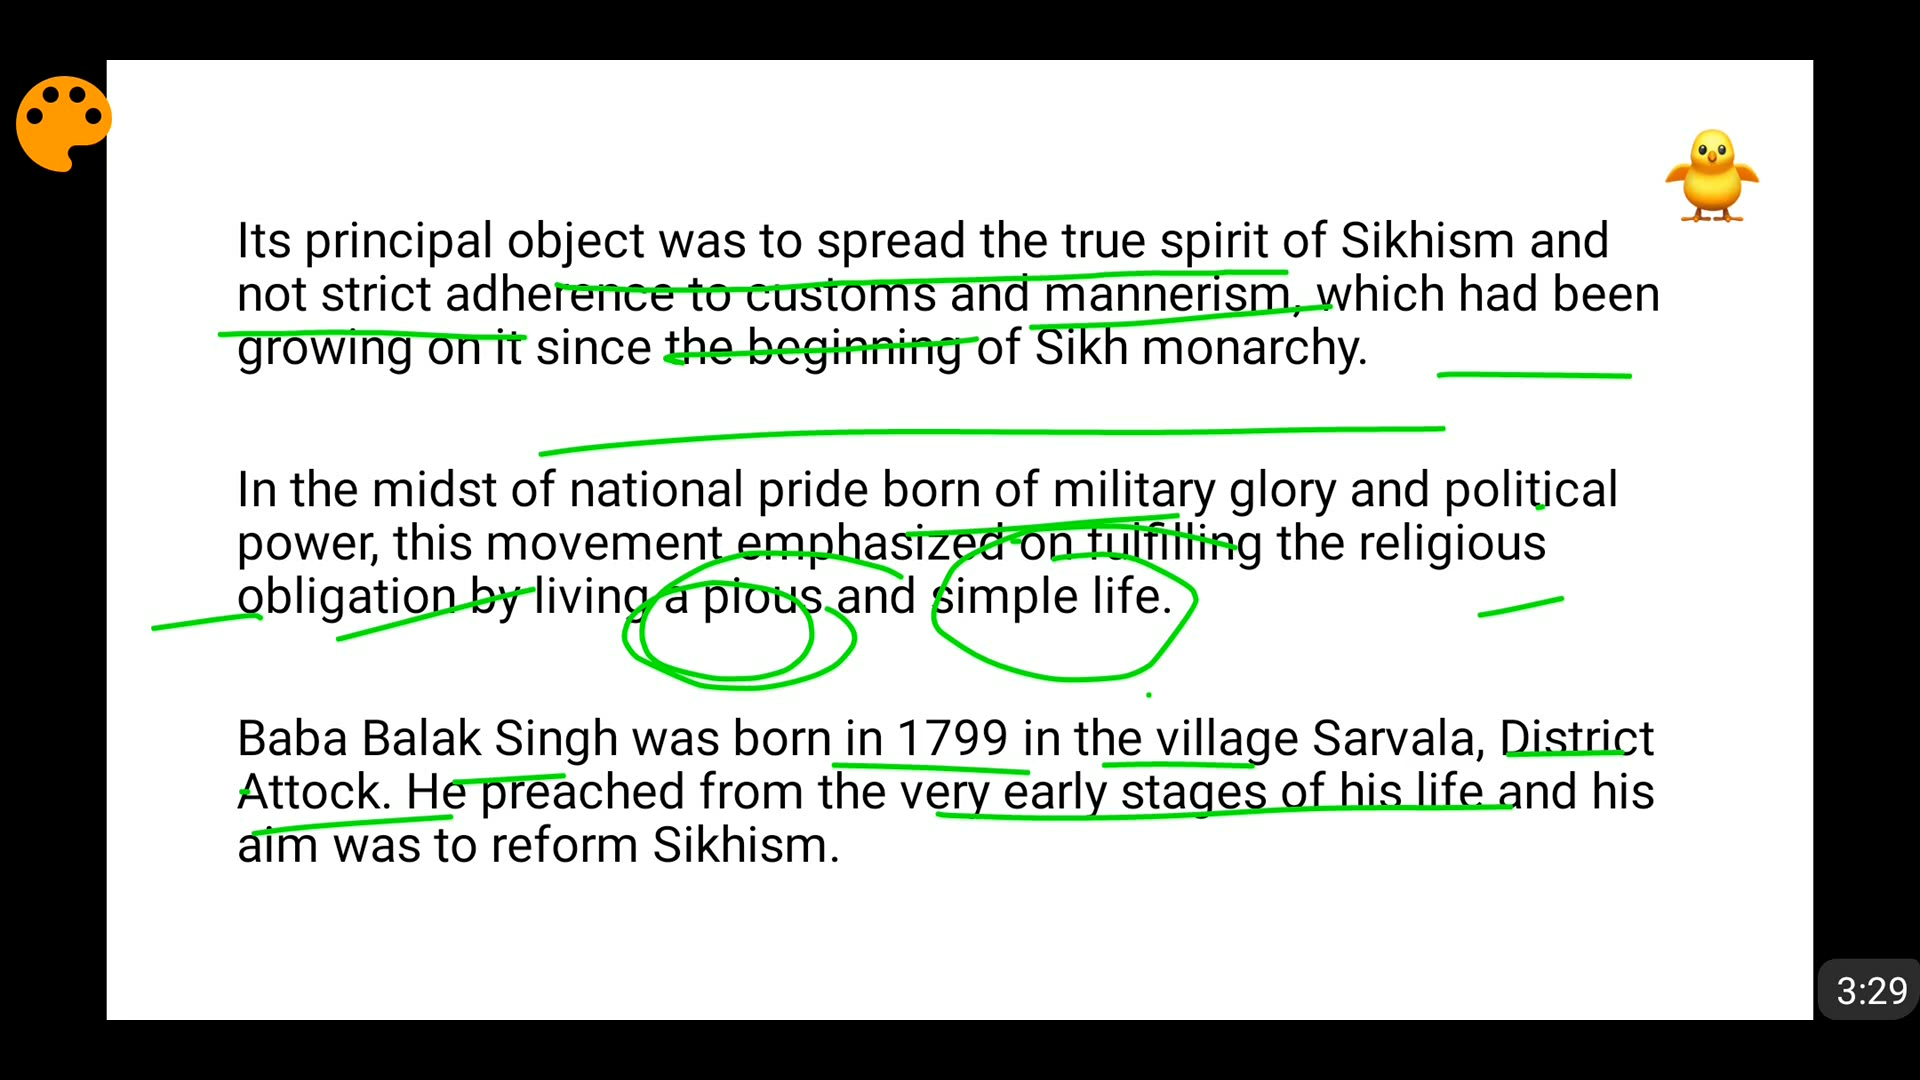 Its principal object was to spread the true spirit of Sikhism and
not strict adherence to customs and mannerism, which had been
growing on it since the beginning of Sikh monarchy.
In the midst of national pride born of military glory and political
power, this movement emphasized on fulfilling the religious
obligation by living a pious and simple life.
Baba Balak Singh was born in 1799 in the village Sarvala, District
Attock. He preached from the very early stages of his life and his
aim was to reform Sikhism.
3:29